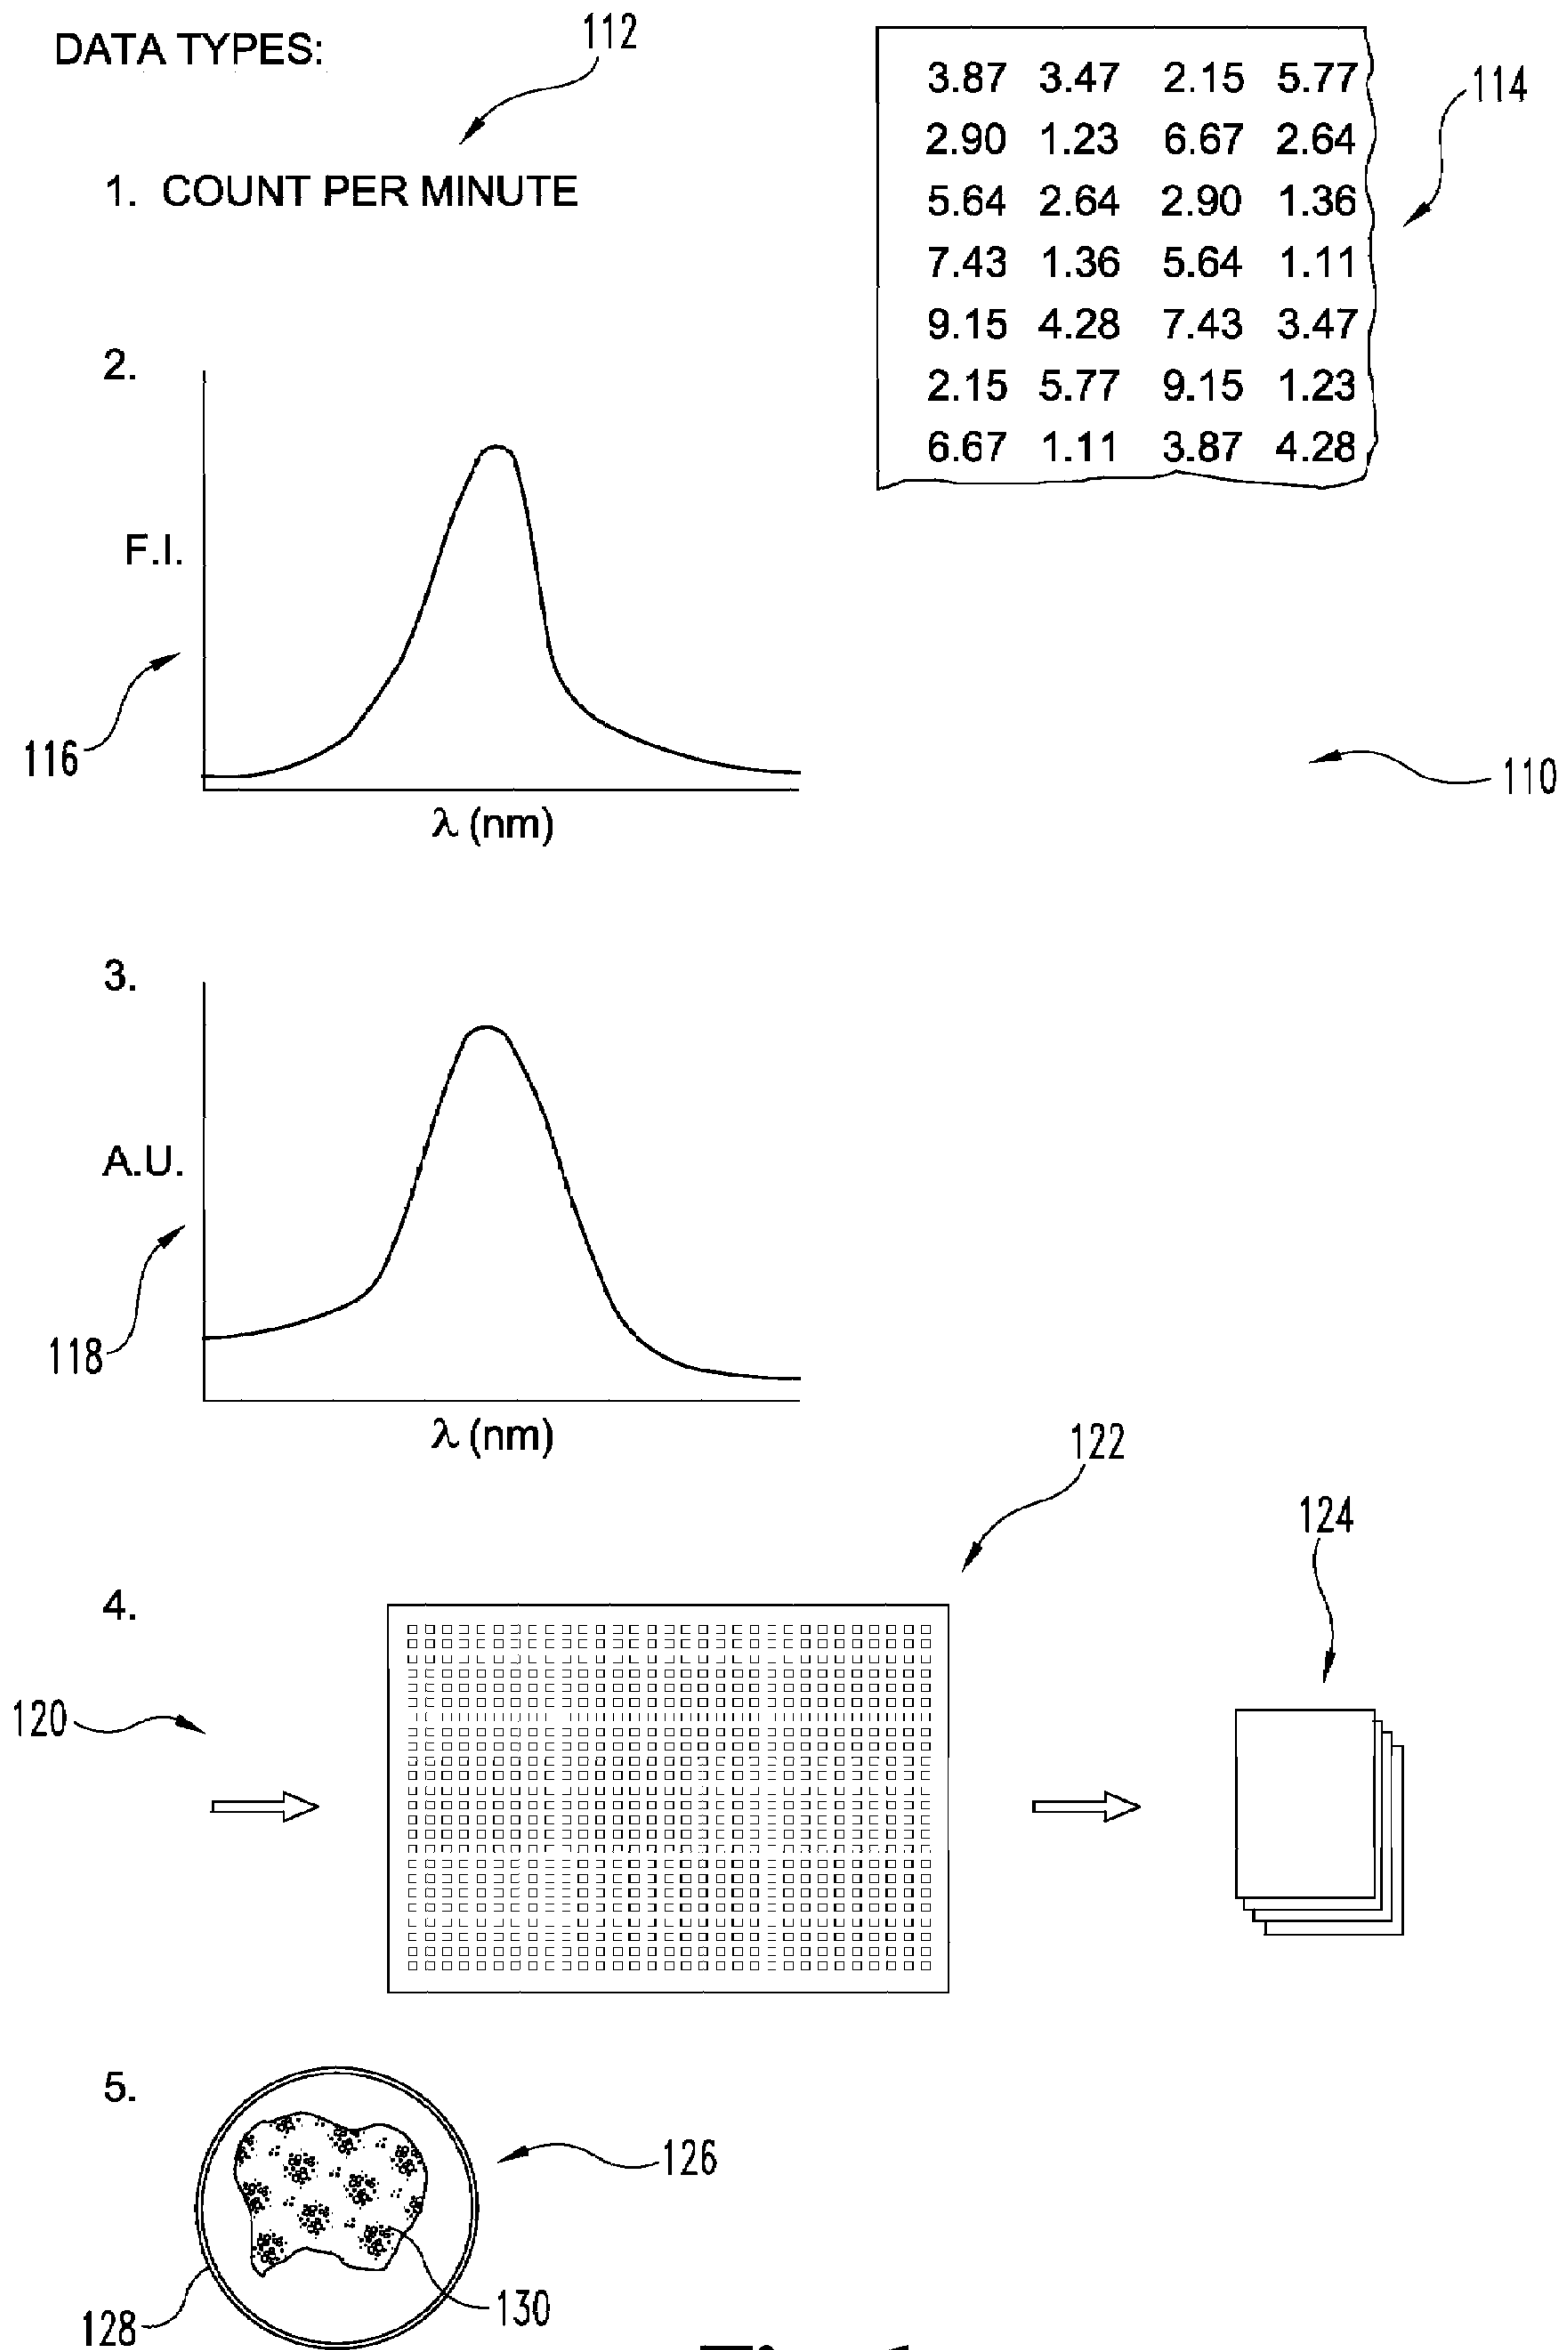 DATA TYPES:
112
1. COUNT PER MINUTE
3.87 3.47 2.15 5.77
2.90 1.23 6.67 2.64
5.64 2.64 2.90 1.36
7.43 1.36 5.64 1.11
9.15 4.28 7.43 3.47
2.15 5.77 9.15 1.23
6.67 1.11 3.87 4.28
114
2.
F.I.
116
λ (nm)
110
3.
A.U.
118
λ (nm)
122
124
4.
120
5.
126
128
130